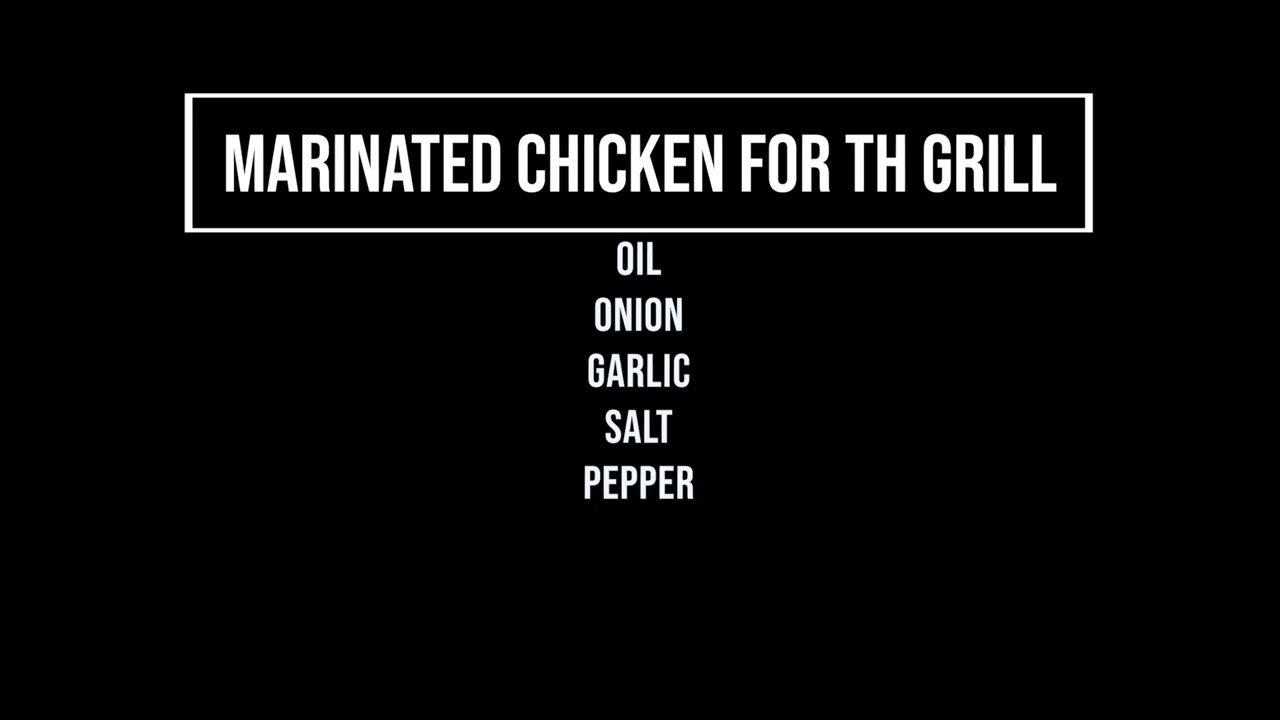 MARINATED CHICKEN FOR TH GRILL
OIL
ONION
GARLIC
SALT
PEPPER